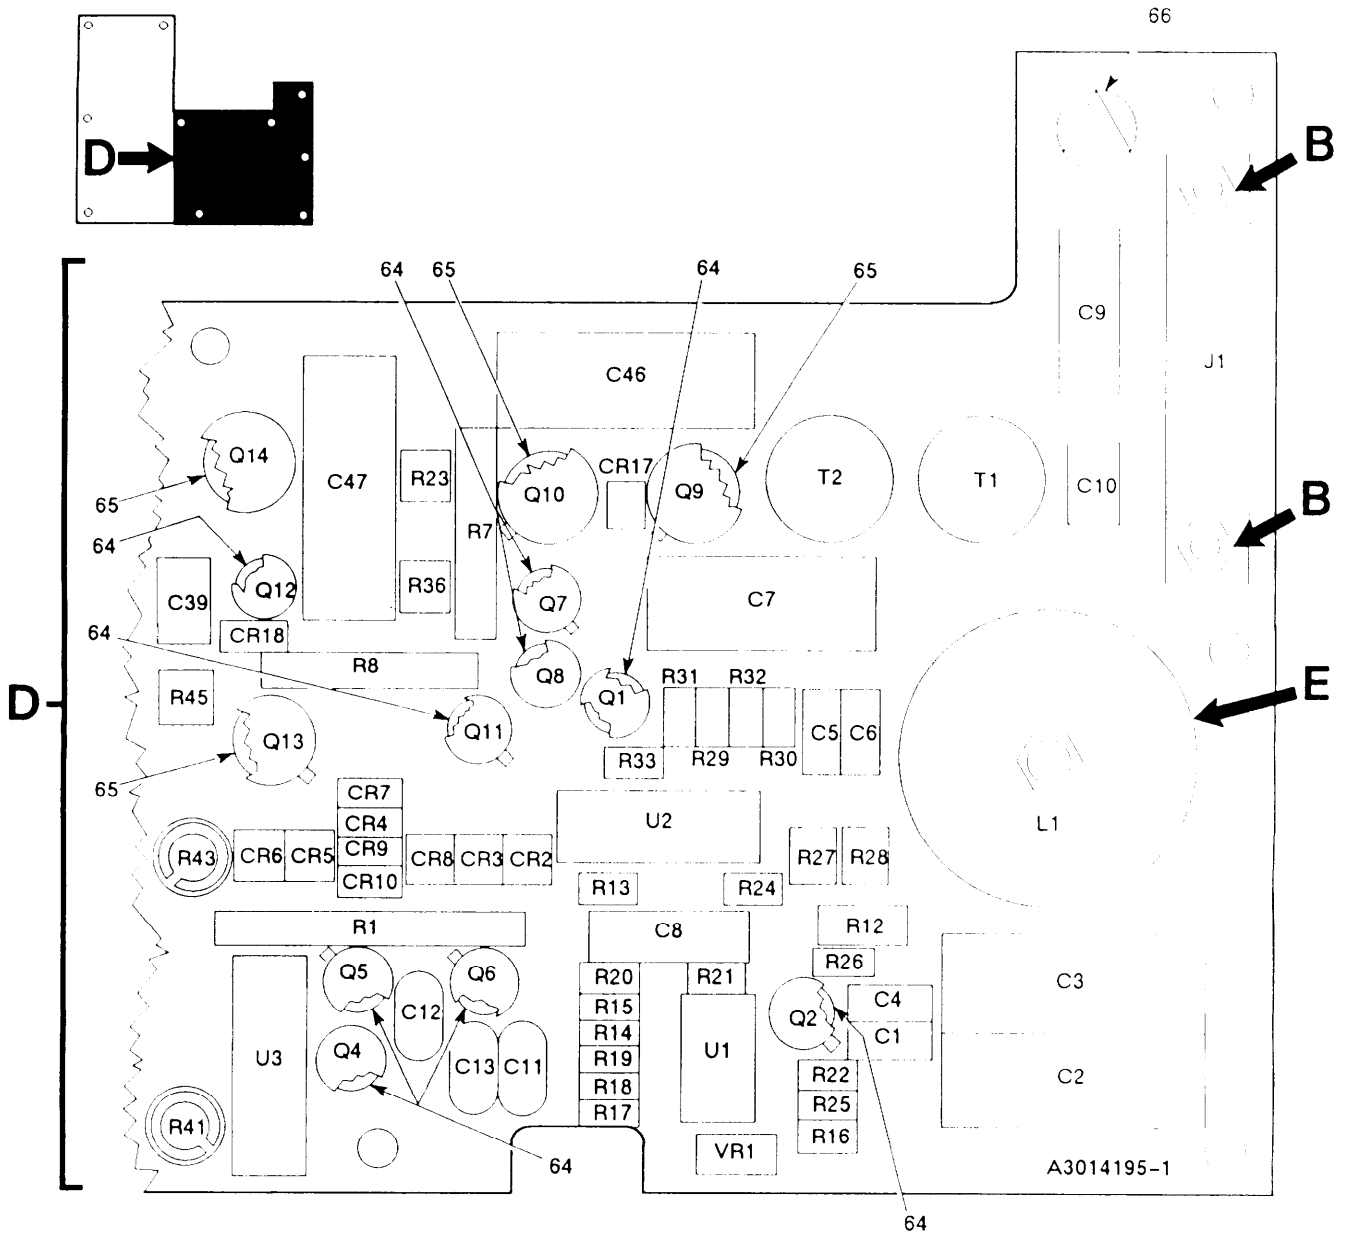 66
D
B
64 65 64 65
C9
J1
C46
Q14
C47
R23
Q10
CR17
Q9
T2
T1
C10
65
R7
B
64
Q12
C39
R36
Q7
C7
64
CR18
R8
Q8
R31 R32
E
D
R45
Q1
Q13
Q11
C5 C6
R33
R29 R30
65
CR7
CR4
U2
L1
R43
CR6 CR5
CR9
CR8 CR3 CR2
R27 R28
CR10
R13
R24
R1
C8
R12
R26
Q5
Q6
R20
R21
C3
C12
R15
C4
Q2
R14
C1
Q4
U3
C13 C11
R19
U1
R22
C2
R18
R25
R41
R17
R16
VR1
64
A3014195-1
64